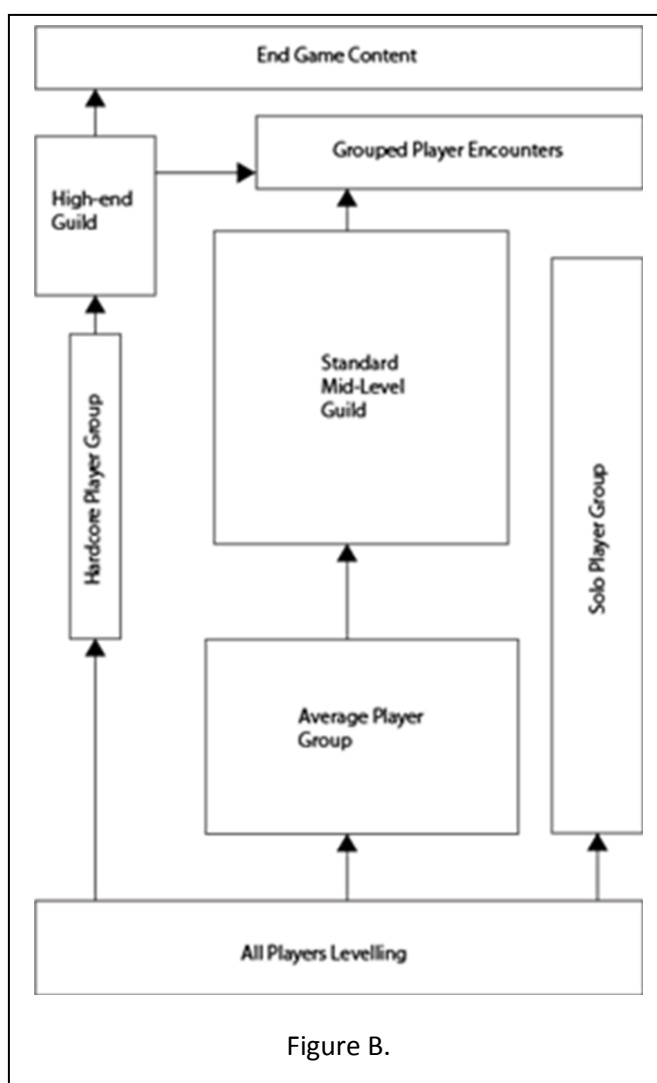 End Game Content
Grouped Player Encounters
High-end
Guild
Standard
Mid-Level
Guild
Hardcore Player Group
Solo Player Group
Average Player
Group
All Players Levelling
Figure B.